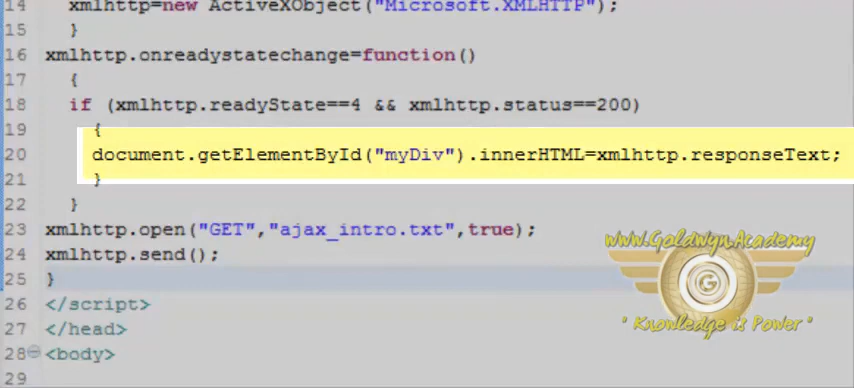 14 xmlhttp=new ActiveXObject("Microsoft.XMLHTTP");
15 }
16 xmlhttp.onreadystatechange=function()
17 {
18 if (xmlhttp.readyState==4 && xmlhttp.status==200)
19 {
20 document.getElementById("myDiv").innerHTML=xmlhttp.responseText;
21 }
22 }
23 xmlhttp.open("GET","ajax_intro.txt",true);
24 xmlhttp.send();
25 }
26 </script>
27 </head>
28 <body>
29
www.Goldwyn.Academy
G
" Knowledge is Power "